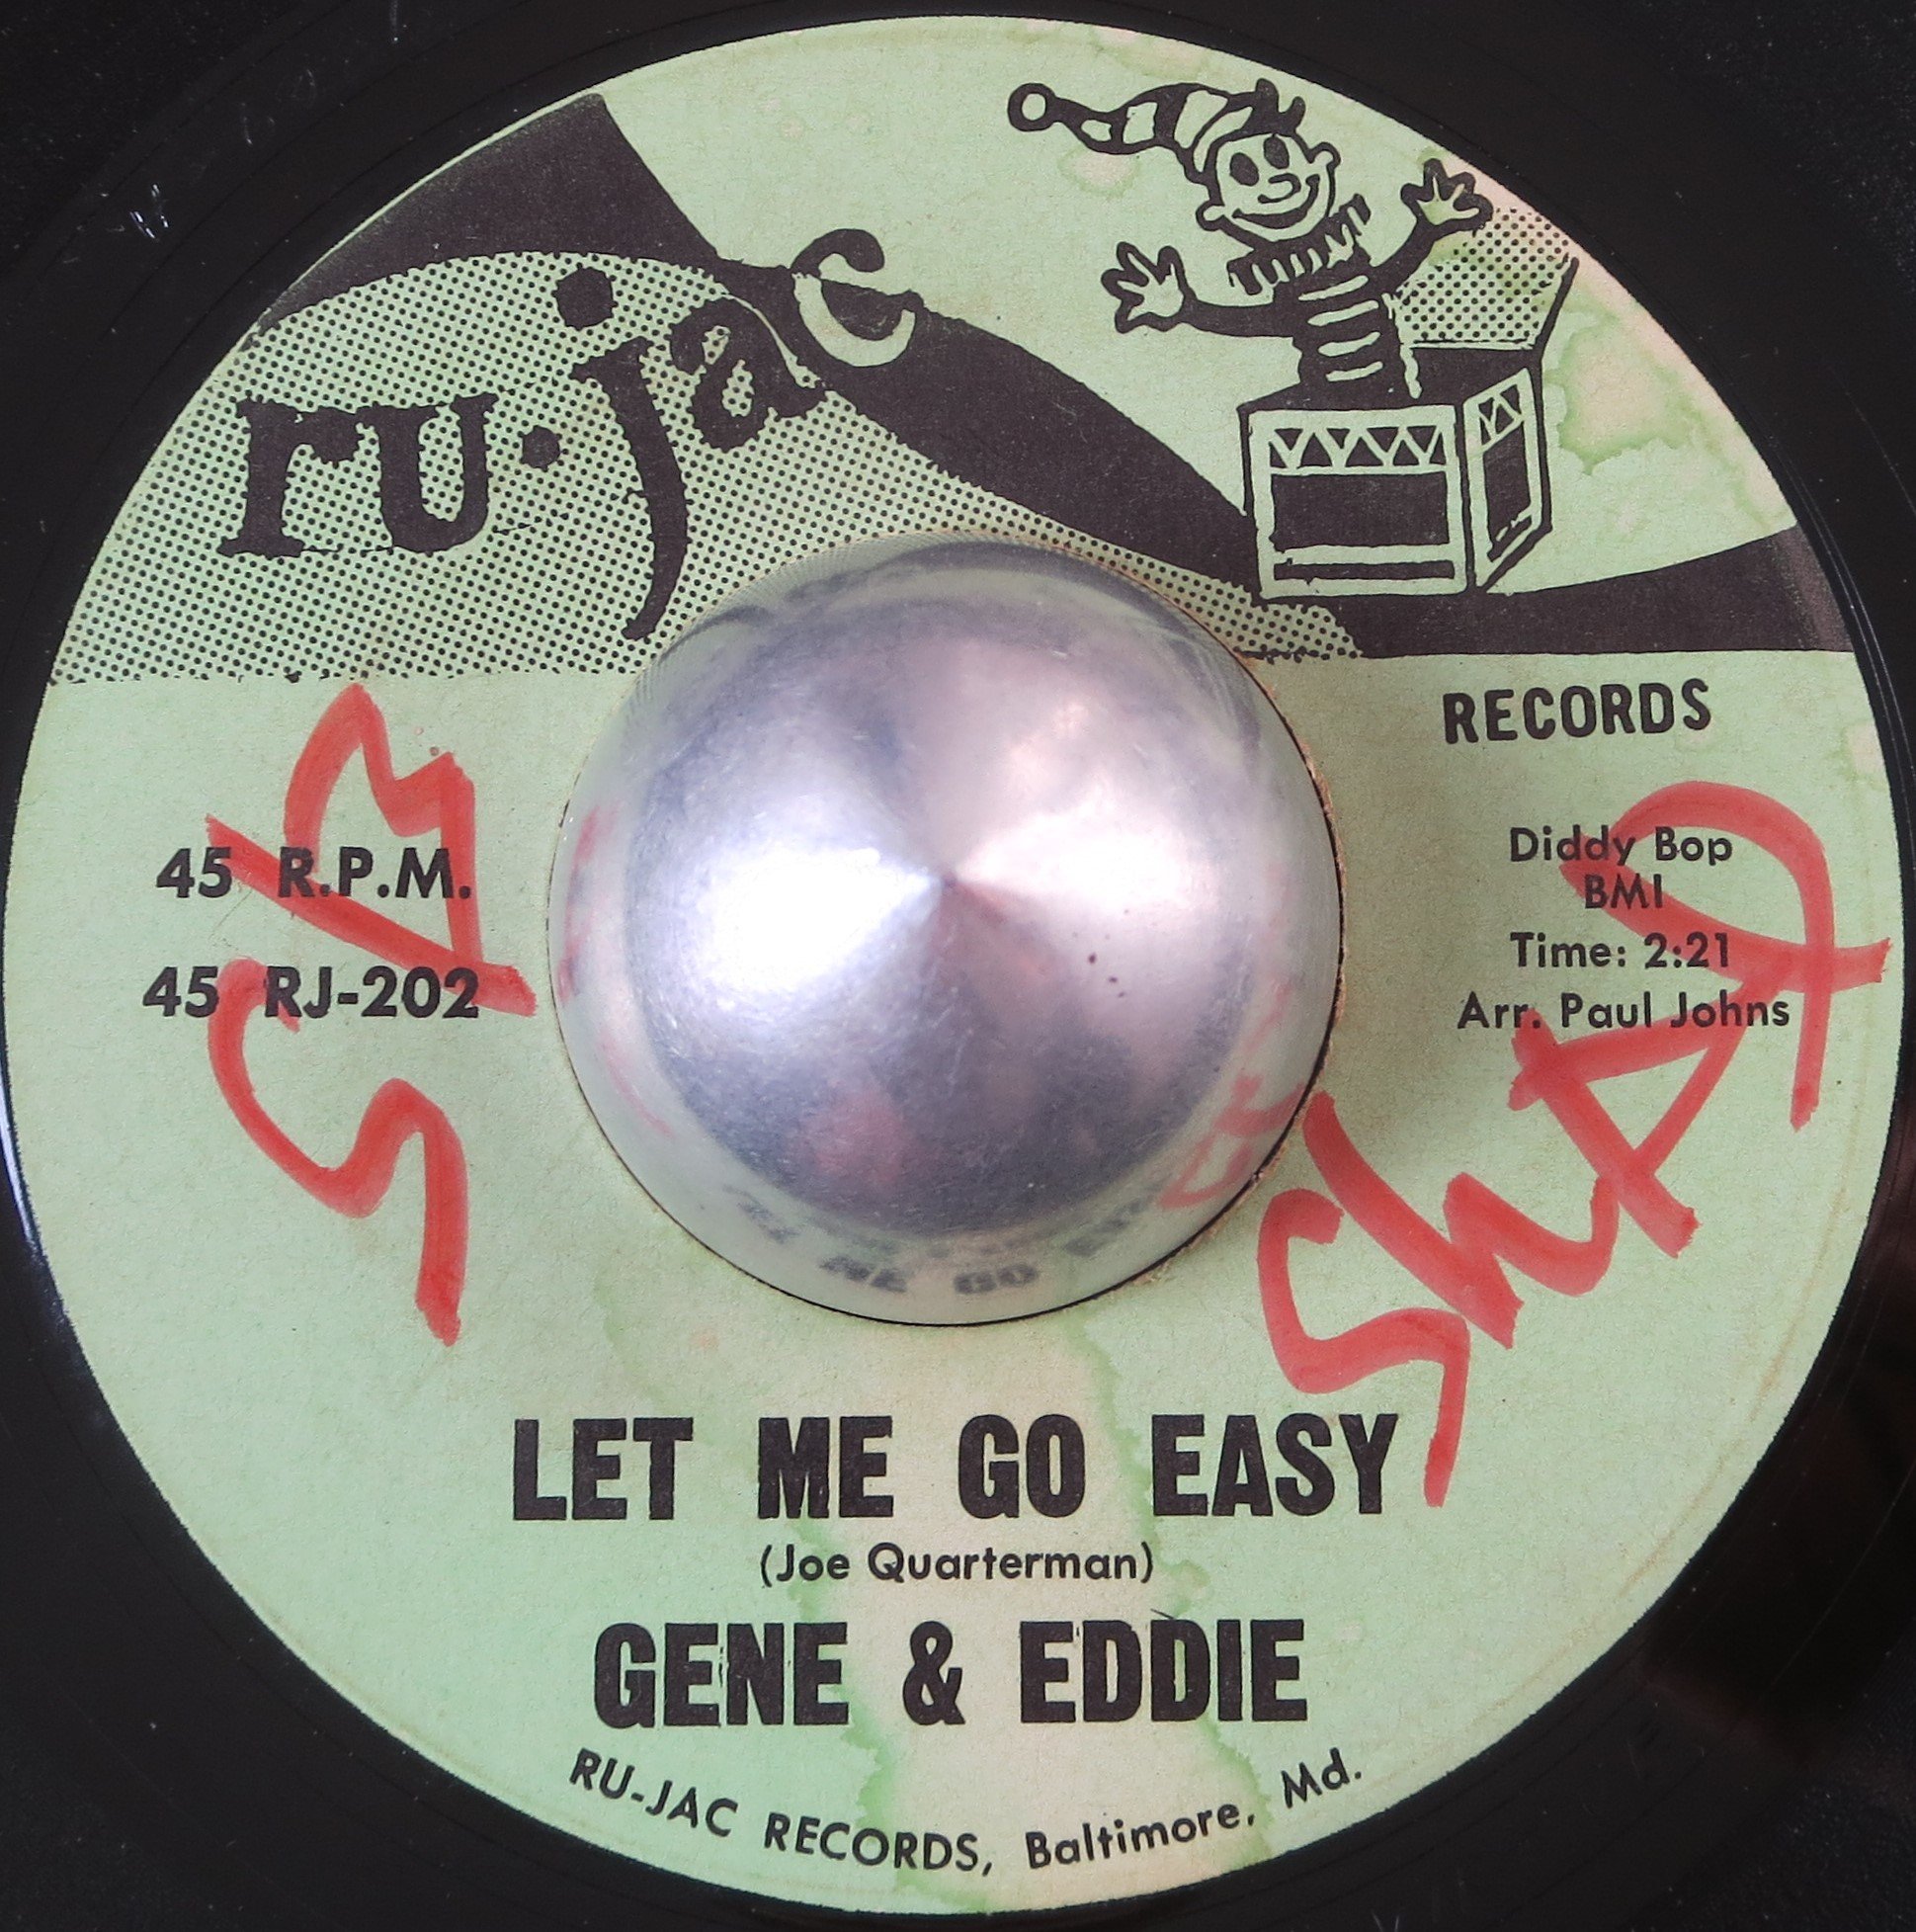 ru·jac
RECORDS
45 R.P.M.
45 RJ-202
Diddy Bop
BMI
Time: 2:21
Arr. Paul Johns
LET ME GO EASY
(Joe Quarterman)
GENE & EDDIE
RU-JAC RECORDS, Baltimore, Md.